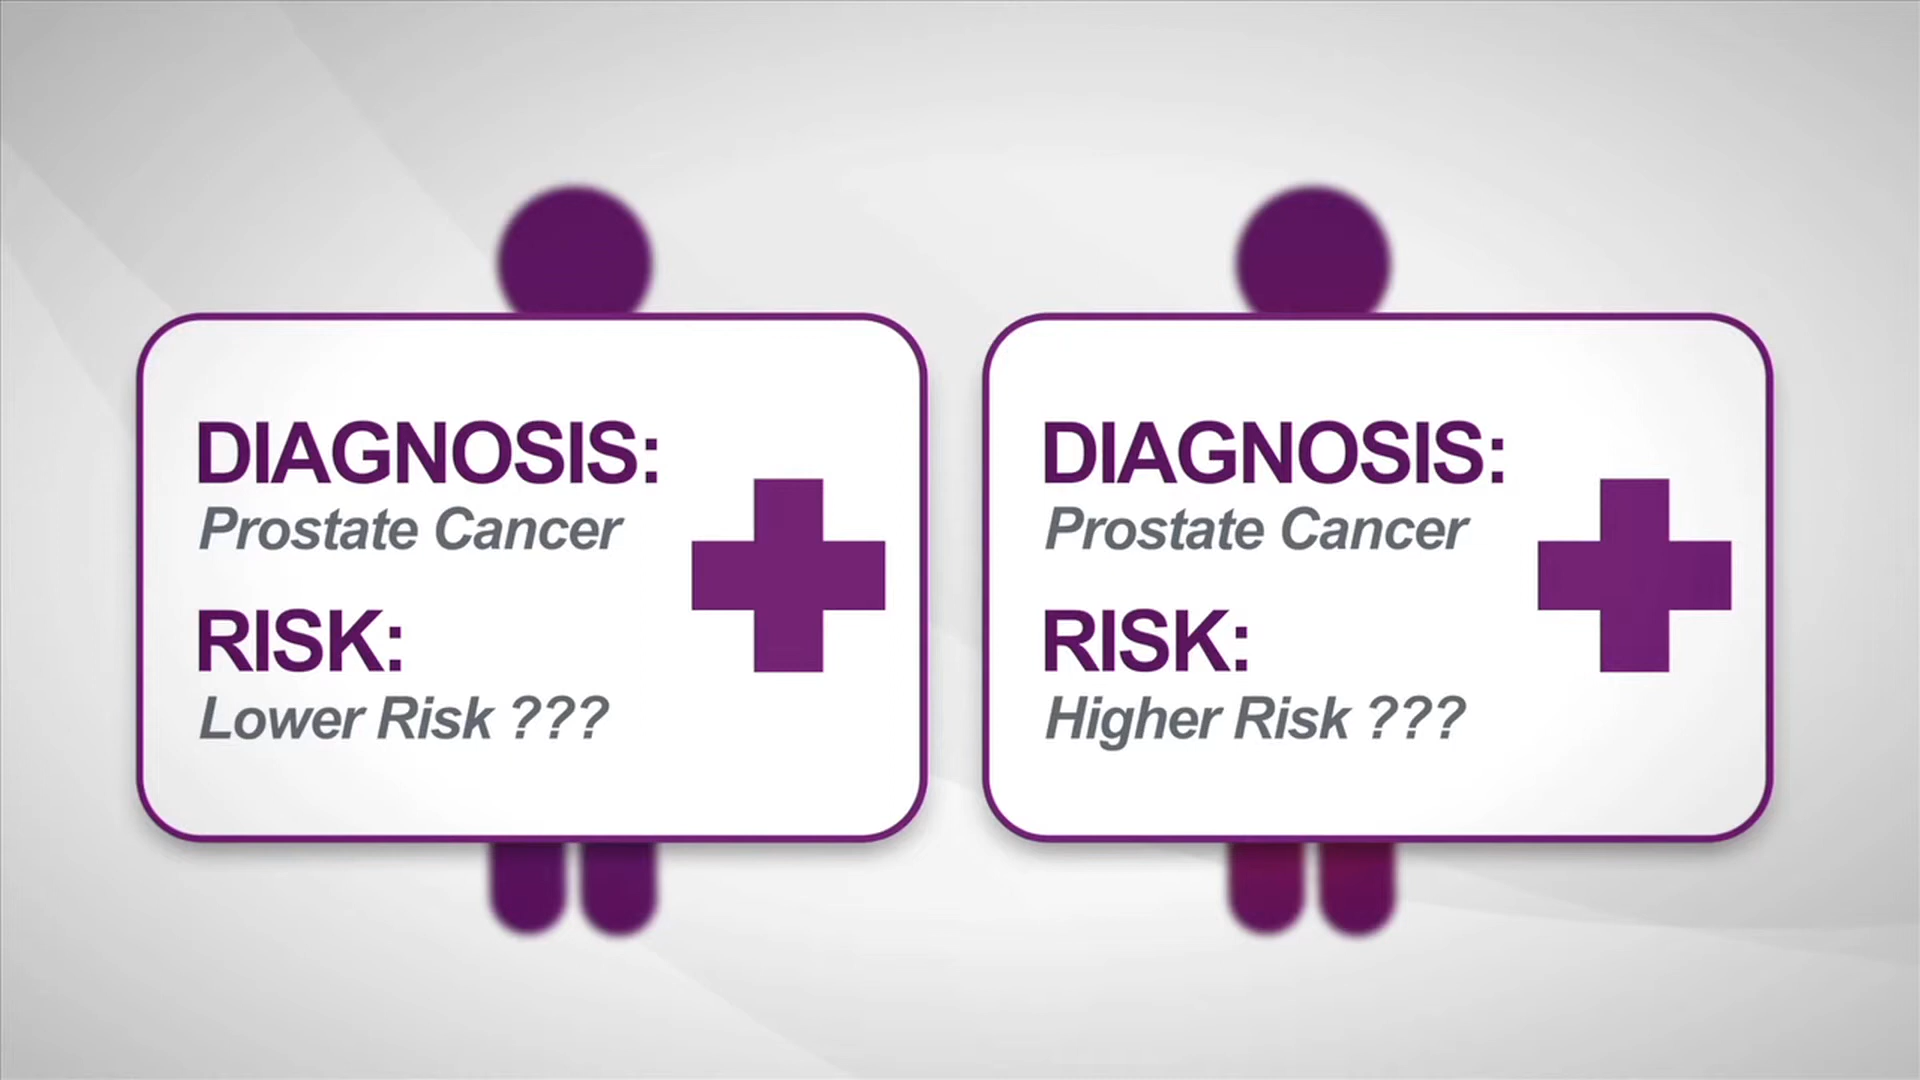 DIAGNOSIS:
Prostate Cancer
RISK:
Lower Risk ???
DIAGNOSIS:
Prostate Cancer
RISK:
Higher Risk ???